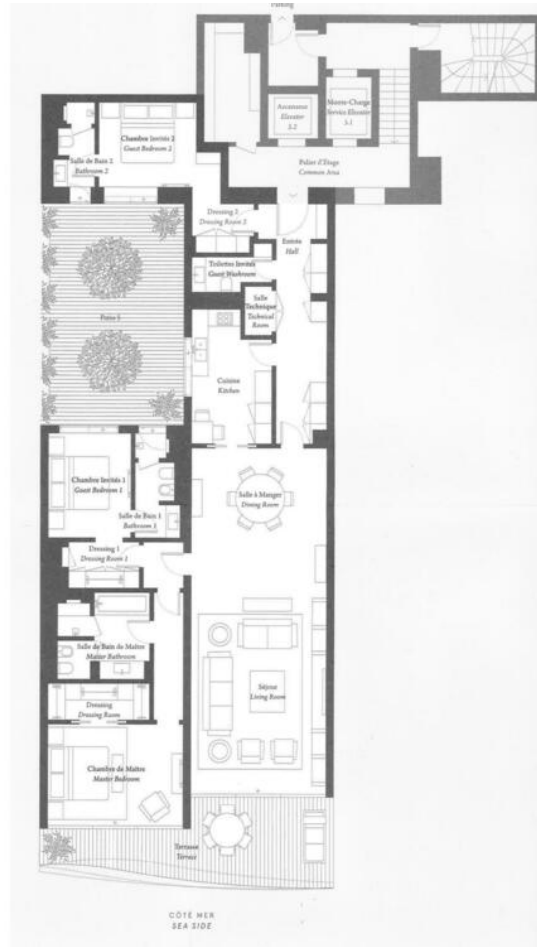 Parking
Ascenseur
Elevator
Monte-Charge
Service Elevator
Palier d'Etage
Common Area
Chambre Invités 2
Guest Bedroom 2
Salle de Bain 2
Bathroom 2
Dressing 2
Entrée
Hall
Toilettes Invités
Guest Washroom
Salle
Technique
Technical
Room
Patio
Cuisine
Kitchen
Chambre Invités 1
Guest Bedroom 1
Salle à Manger
Dining Room
Salle de Bain 1
Bathroom 1
Dressing 1
Dressing Room 1
Salle de Bain de Maître
Master Bathroom
Séjour
Living Room
Dressing
Dressing Room
Chambre de Maître
Master Bedroom
Terrasse
Terrace
CÔTÉ MER
SEA SIDE